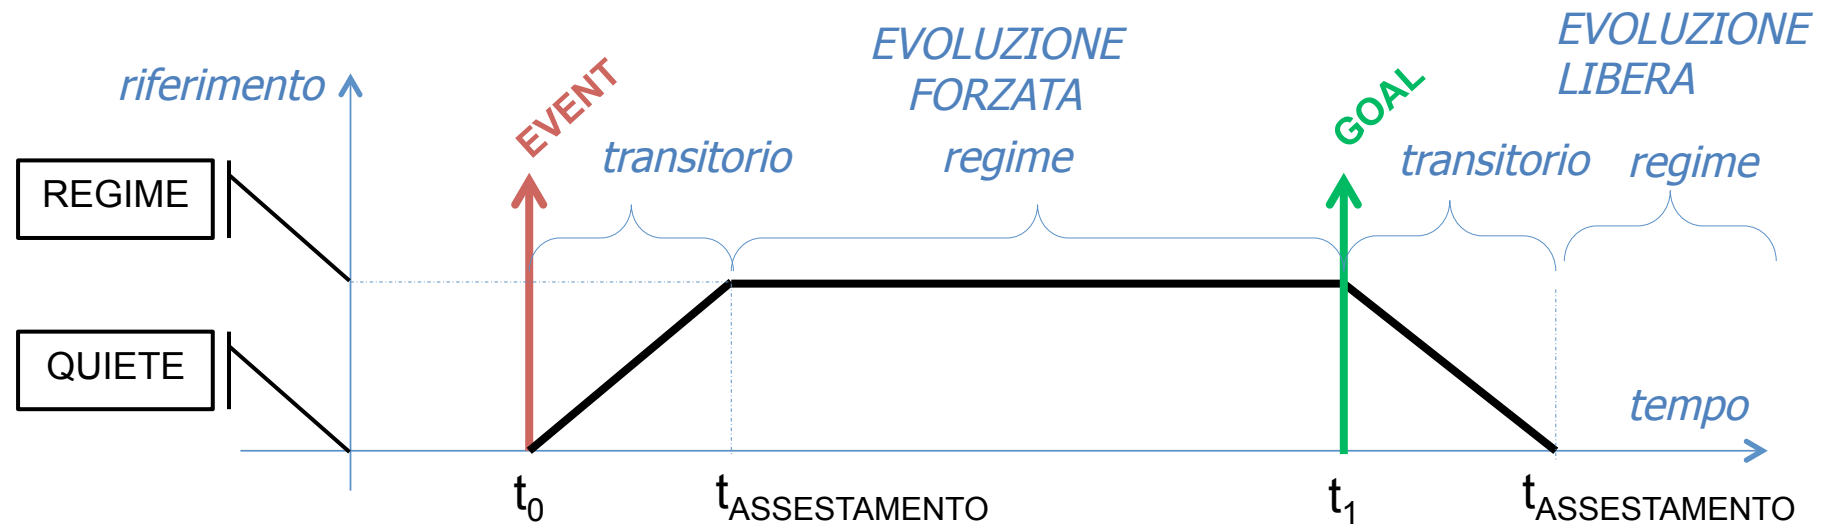 EVOLUZIONE
FORZATA
EVOLUZIONE
LIBERA
riferimento
EVENT
GOAL
transitorio
regime
transitorio
regime
REGIME
QUIETE
tempo
t0
tASSESTAMENTO
t1
tASSESTAMENTO